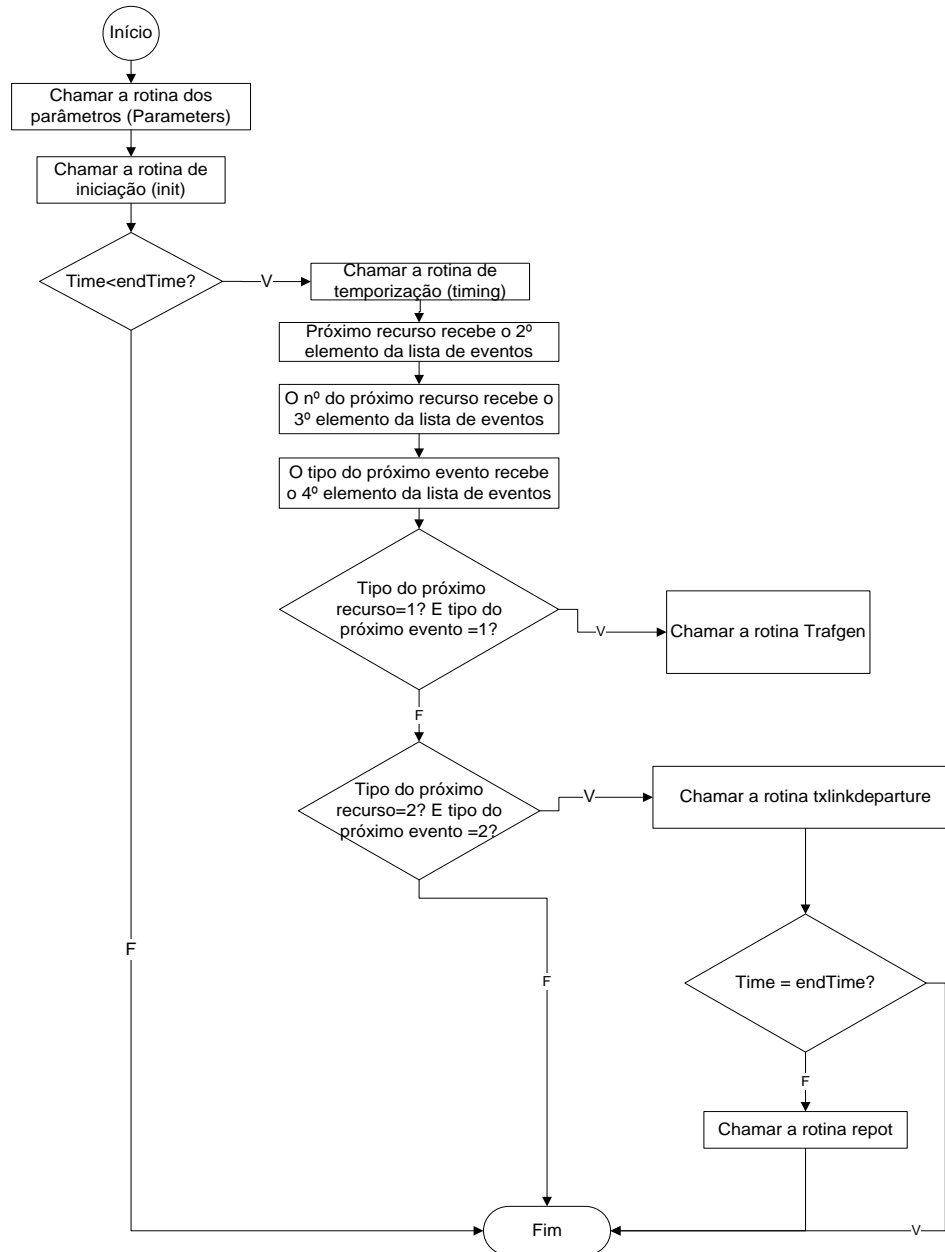 Início
Chamar a rotina dos
parâmetros (Parameters)
Chamar a rotina de
iniciação (init)
Time<endTime?
V
Chamar a rotina de
temporização (timing)
Próximo recurso recebe o 2º
elemento da lista de eventos
O nº do próximo recurso recebe o
3º elemento da lista de eventos
O tipo do próximo evento recebe
o 4º elemento da lista de eventos
Tipo do próximo
recurso=1? E tipo do
próximo evento =1?
V
Chamar a rotina Trafgen
F
Tipo do próximo
recurso=2? E tipo do
próximo evento =2?
V
Chamar a rotina txlinkdeparture
F
F
Time = endTime?
F
Chamar a rotina repot
V
Fim